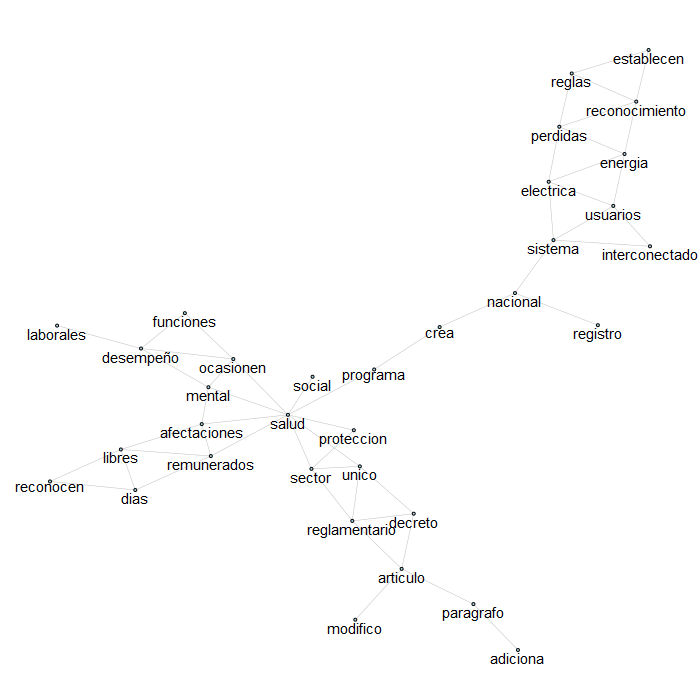 establecen
reglas
reconocimiento
perdidas
energia
electrica
usuarios
sistema
interconectado
nacional
funciones
crea
registro
laborales
desempeño
ocasionen
programa
social
mental
salud
afectaciones
proteccion
libres
remunerados
sector
unico
reconocen
dias
reglamentario
decreto
articulo
paragrafo
modifico
adiciona